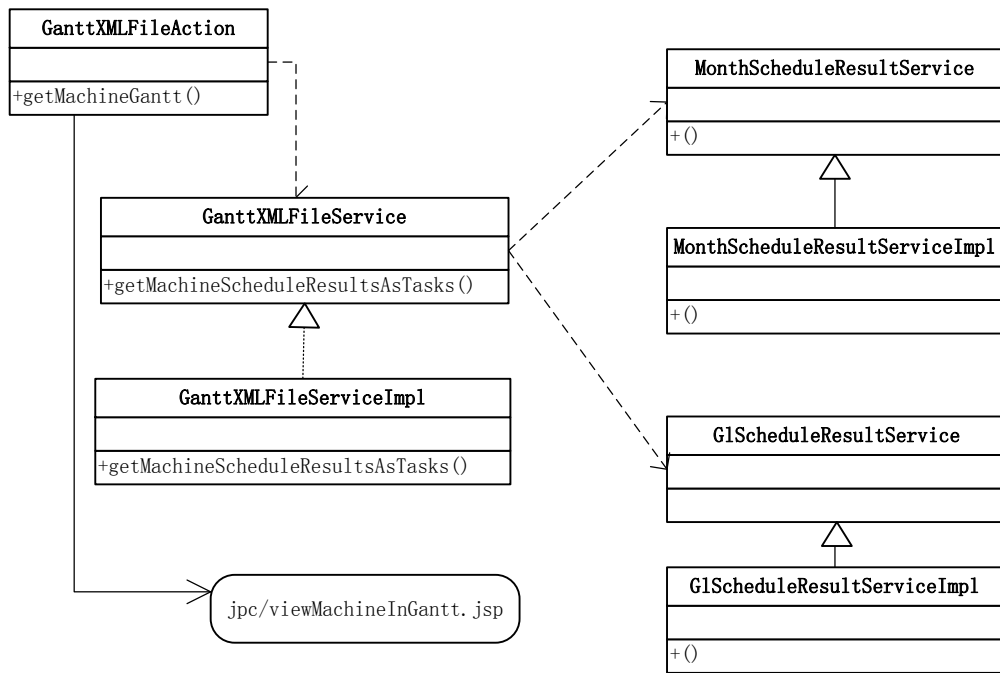 GanttXMLFileAction
+getMachineGantt()
MonthScheduleResultService
+()
GanttXMLFileService
+getMachineScheduleResultsAsTasks()
MonthScheduleResultServiceImpl
+()
GanttXMLFileServiceImpl
+getMachineScheduleResultsAsTasks()
GlScheduleResultService
jpc/viewMachineInGantt.jsp
GlScheduleResultServiceImpl
+()